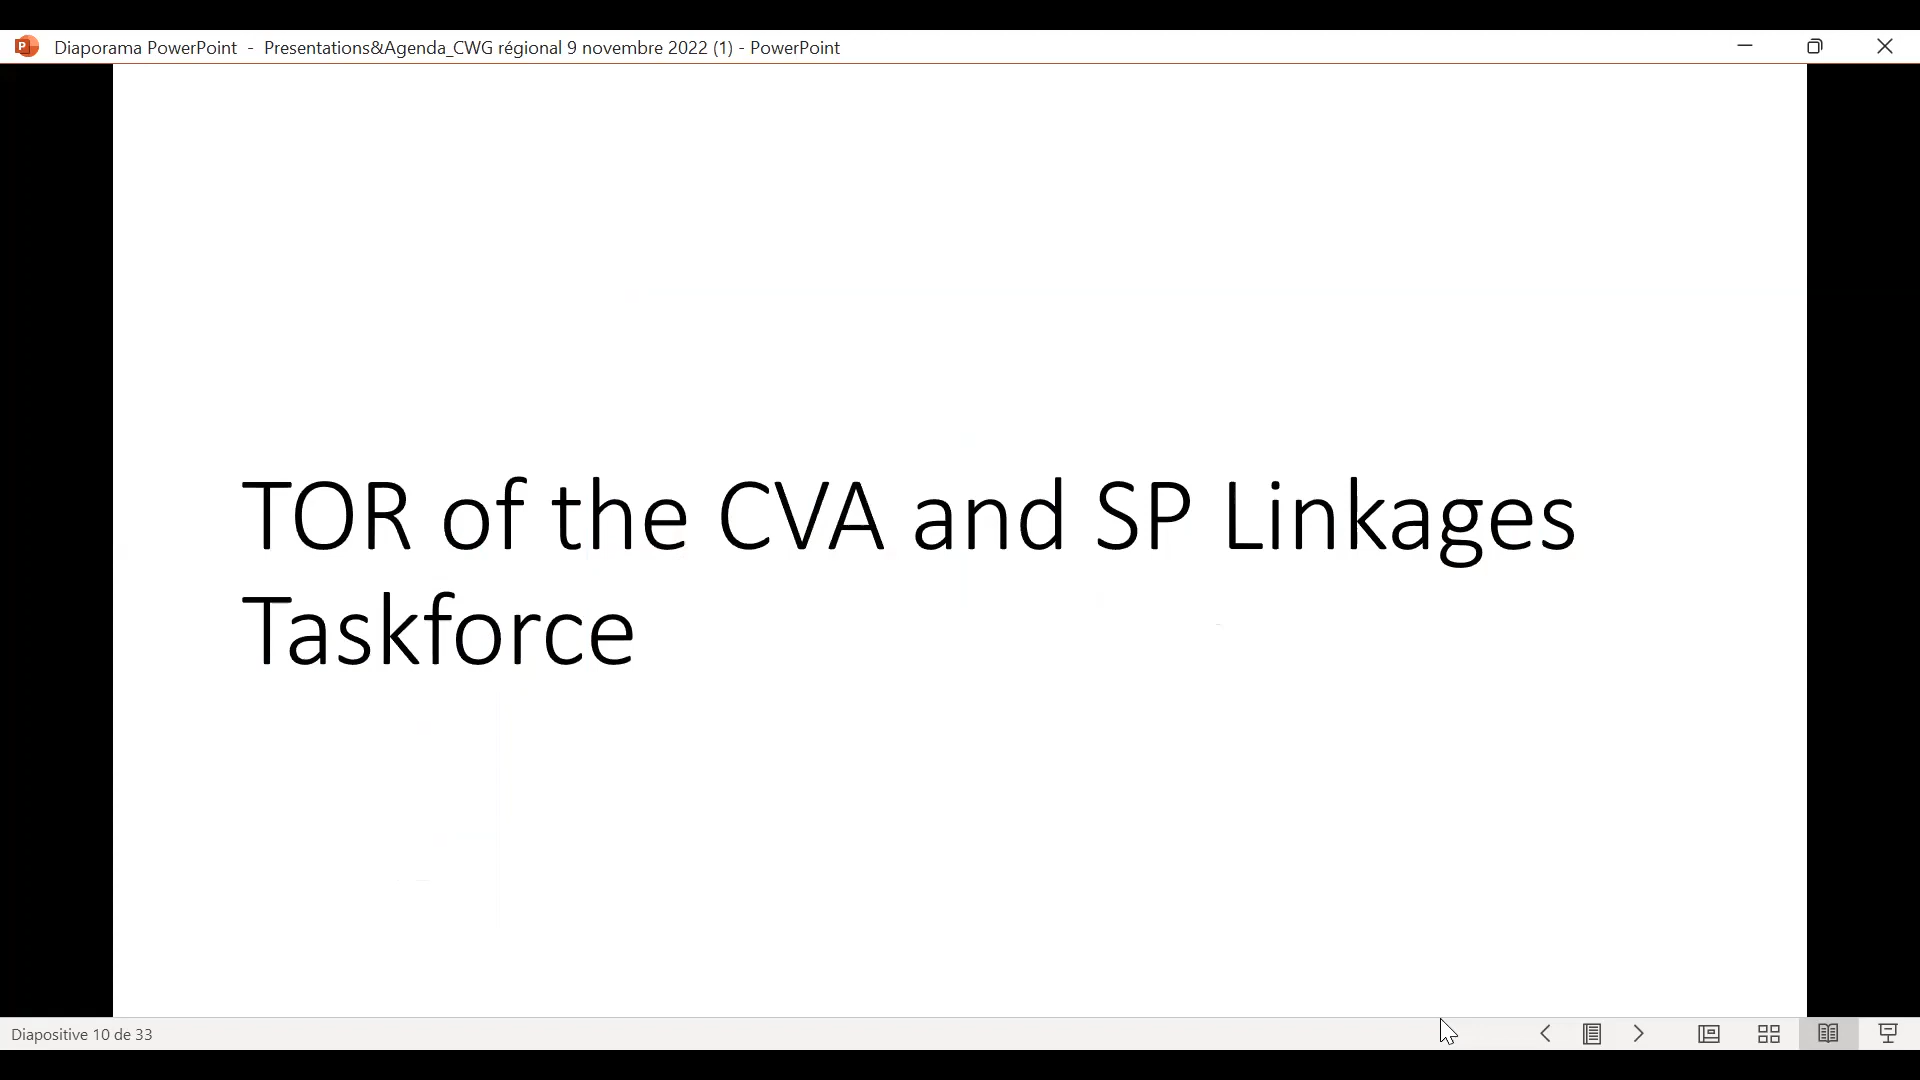 Diaporama PowerPoint - Presentations&Agenda_CWG régional 9 novembre 2022 (1) - PowerPoint
TOR of the CVA and SP Linkages
Taskforce
Diapositive 10 de 33